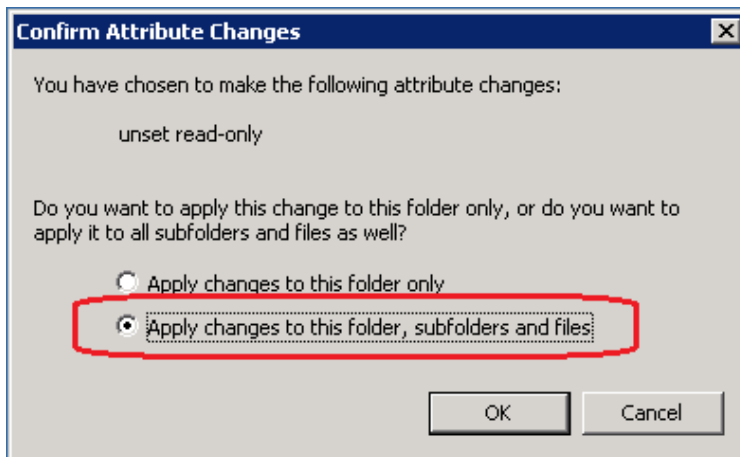 Confirm Attribute Changes
You have chosen to make the following attribute changes:
unset read-only
Do you want to apply this change to this folder only, or do you want to
apply it to all subfolders and files as well?
Apply changes to this folder only
Apply changes to this folder, subfolders and files
OK Cancel